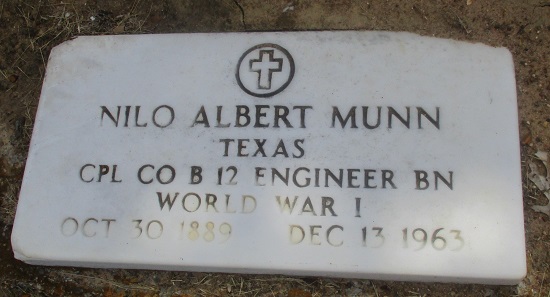 NILO ALBERT MUNN
TEXAS
CPL CO B 12 ENGINEER BN
WORLD WAR I
OCT 30 1889 DEC 13 1963